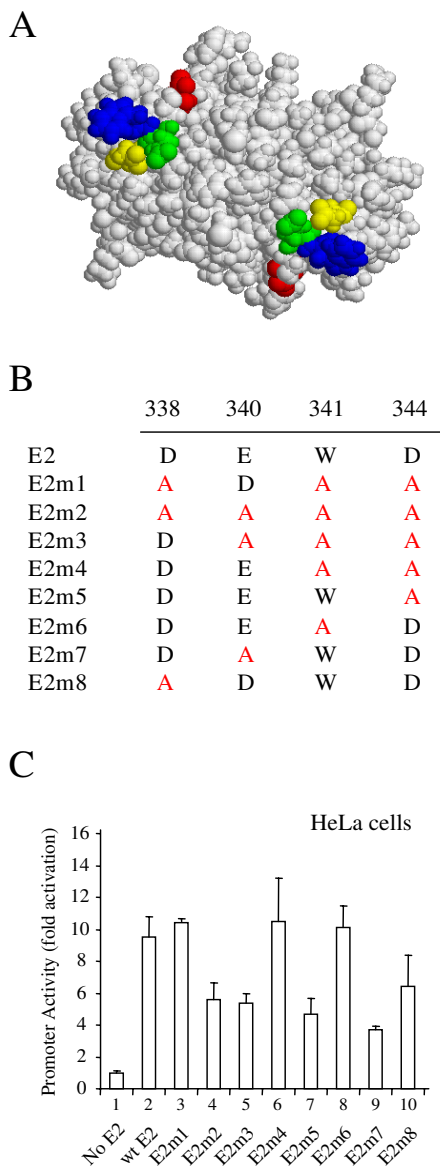 A
B
338 340 341 344
E2 D E W D
E2m1 A D A A
E2m2 A A A A
E2m3 D A A A
E2m4 D E A A
E2m5 D E W A
E2m6 D E A D
E2m7 D A W D
E2m8 A D W D
C
HeLa cells
Promoter Activity (fold activation)
16
14
12
10
8
6
4
2
0
1 2 3 4 5 6 7 8 9 10
No E2 wt E2 E2m1 E2m2 E2m3 E2m4 E2m5 E2m6 E2m7 E2m8